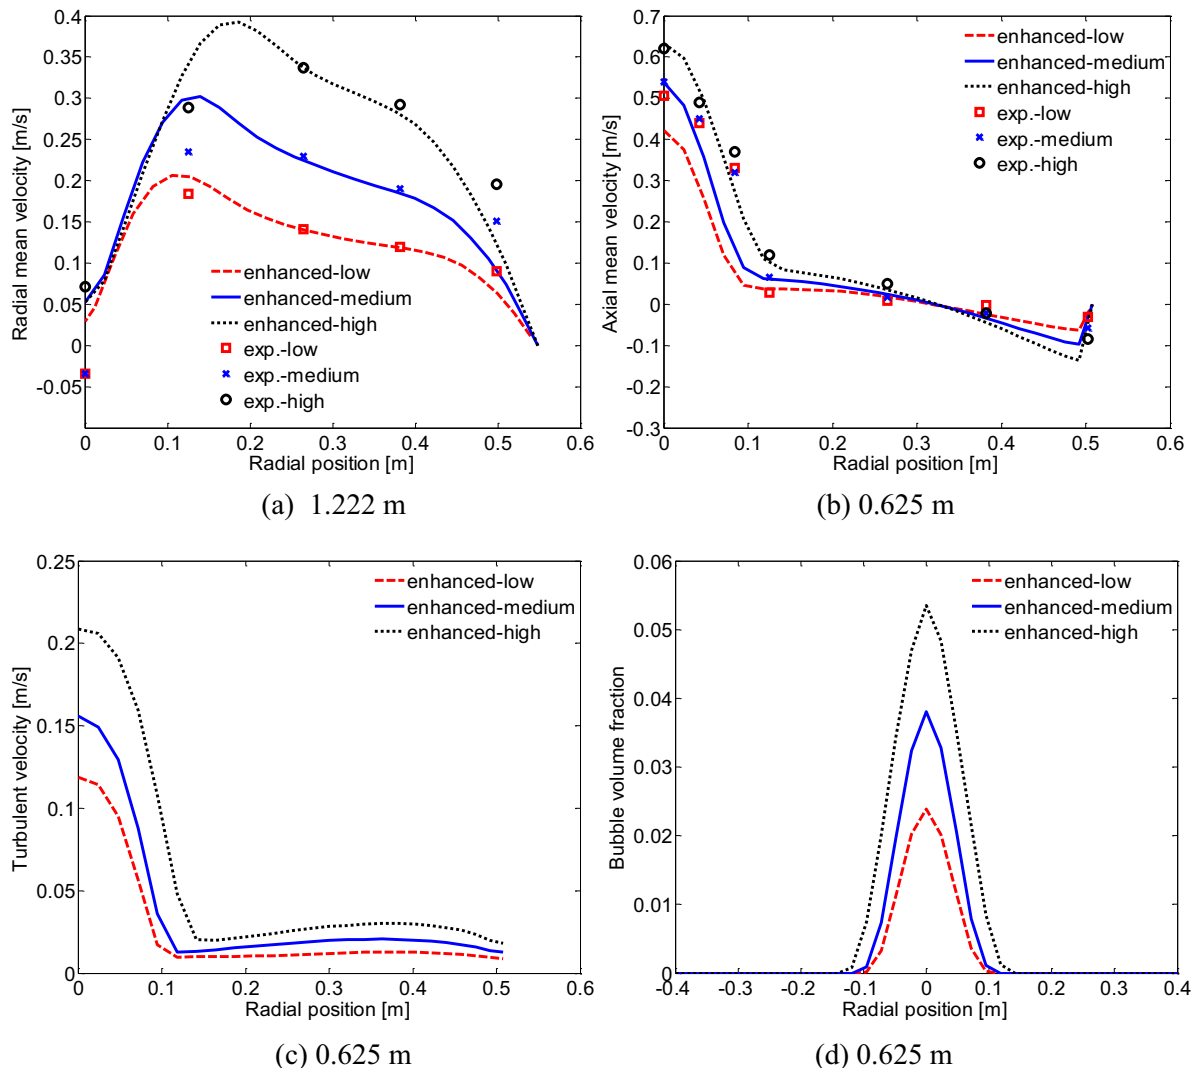 0.4
0.35
0.3
0.25
0.2
0.15
0.1
0.05
0
-0.05
Radial mean velocity [m/s]
enhanced-low
enhanced-medium
enhanced-high
exp.-low
exp.-medium
exp.-high
0 0.1 0.2 0.3 0.4 0.5 0.6
Radial position [m]
(a) 1.222 m
0.7
0.6
0.5
0.4
0.3
0.2
0.1
0
-0.1
-0.2
-0.3
Axial mean velocity [m/s]
enhanced-low
enhanced-medium
enhanced-high
exp.-low
exp.-medium
exp.-high
0 0.1 0.2 0.3 0.4 0.5 0.6
Radial position [m]
(b) 0.625 m
0.25
0.2
0.15
0.1
0.05
0
Turbulent velocity [m/s]
enhanced-low
enhanced-medium
enhanced-high
0 0.1 0.2 0.3 0.4 0.5 0.6
Radial position [m]
(c) 0.625 m
0.06
0.05
0.04
0.03
0.02
0.01
0
Bubble volume fraction
enhanced-low
enhanced-medium
enhanced-high
-0.4 -0.3 -0.2 -0.1 0 0.1 0.2 0.3 0.4
Radial position [m]
(d) 0.625 m